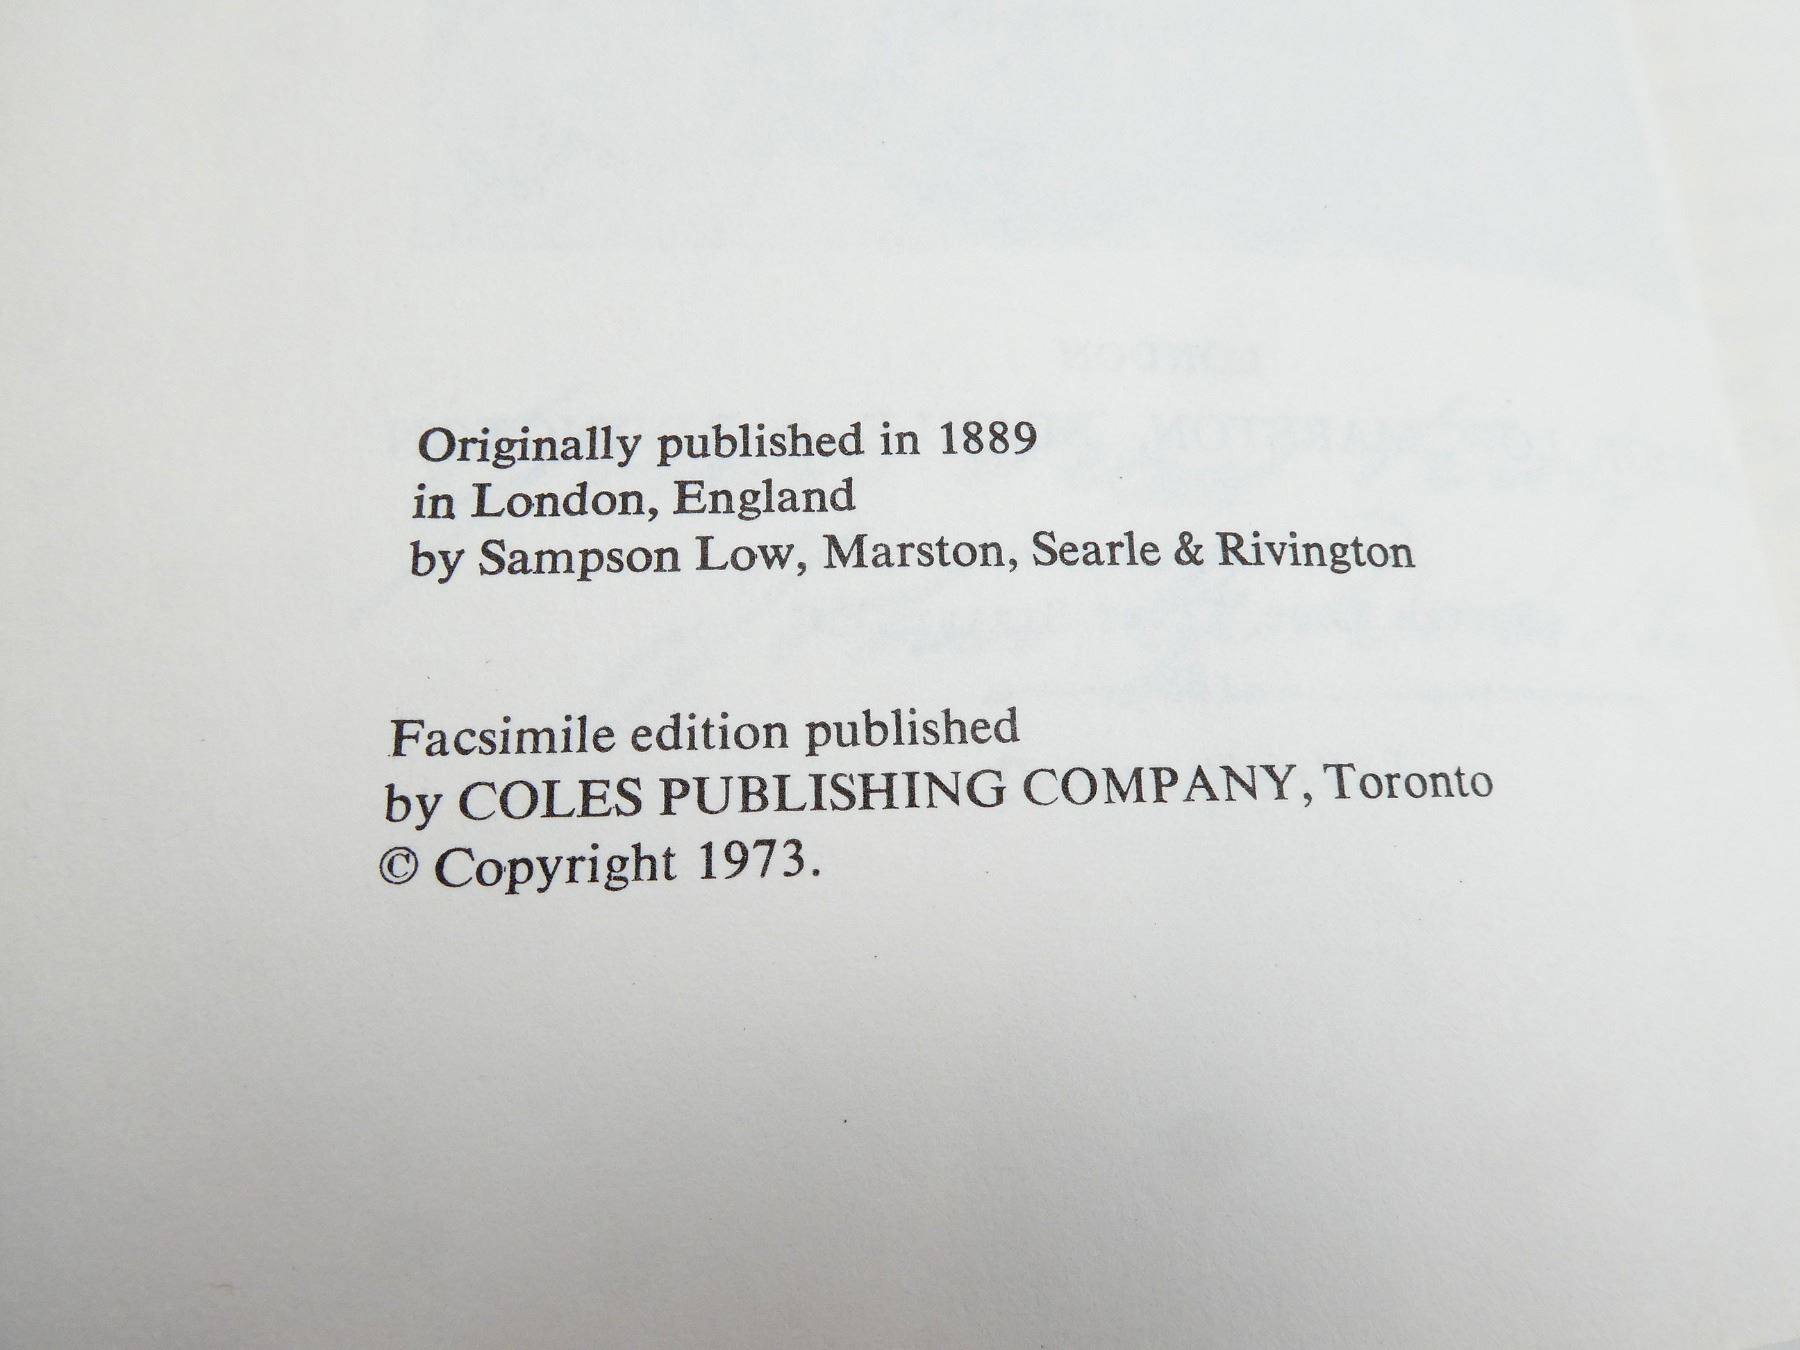 Originally published in 1889
in London, England
by Sampson Low, Marston, Searle & Rivington
Facsimile edition published
by COLES PUBLISHING COMPANY, Toronto
© Copyright 1973.
LONDON